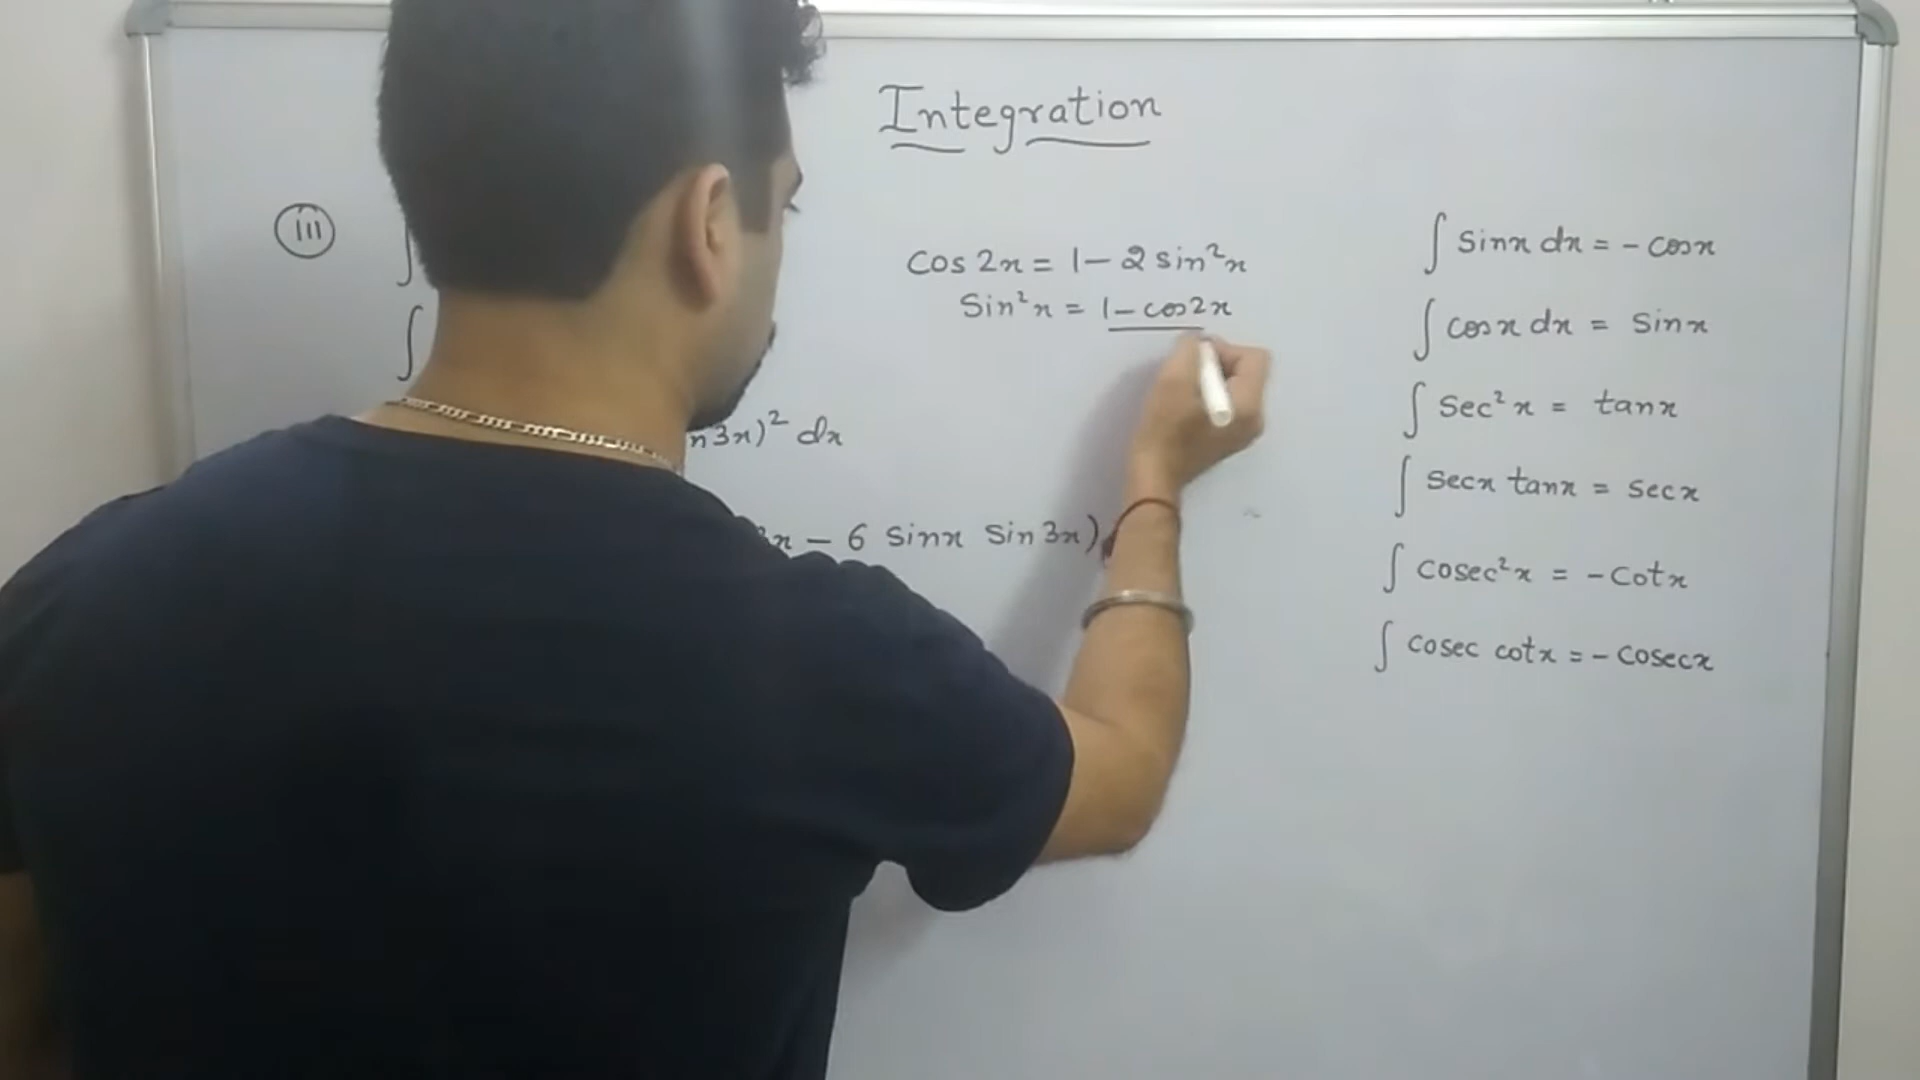 Integration
(iii) ∫
∫
n3x)² dx
3x – 6 sinx sin3x)
cos 2x = 1 – 2 sin²x
sin²x = 1 – cos2x
∫ sinx dx = – cosx
∫ cosx dx = sinx
∫ sec²x = tanx
∫ secx tanx = secx
∫ cosec²x = – cotx
∫ cosec cotx = – cosecx